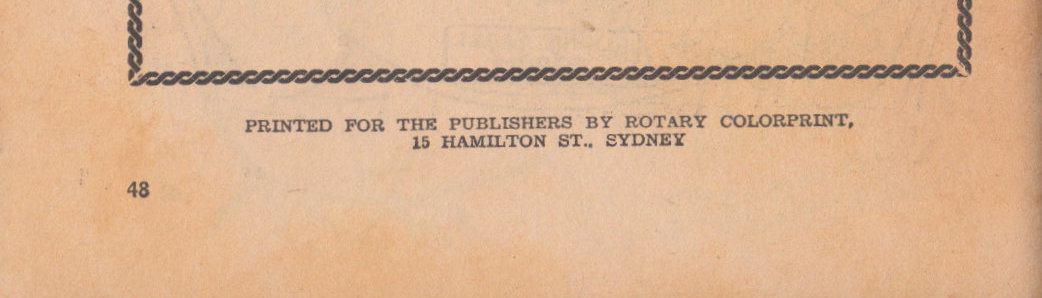 PRINTED FOR THE PUBLISHERS BY ROTARY COLORPRINT,
15 HAMILTON ST., SYDNEY
48